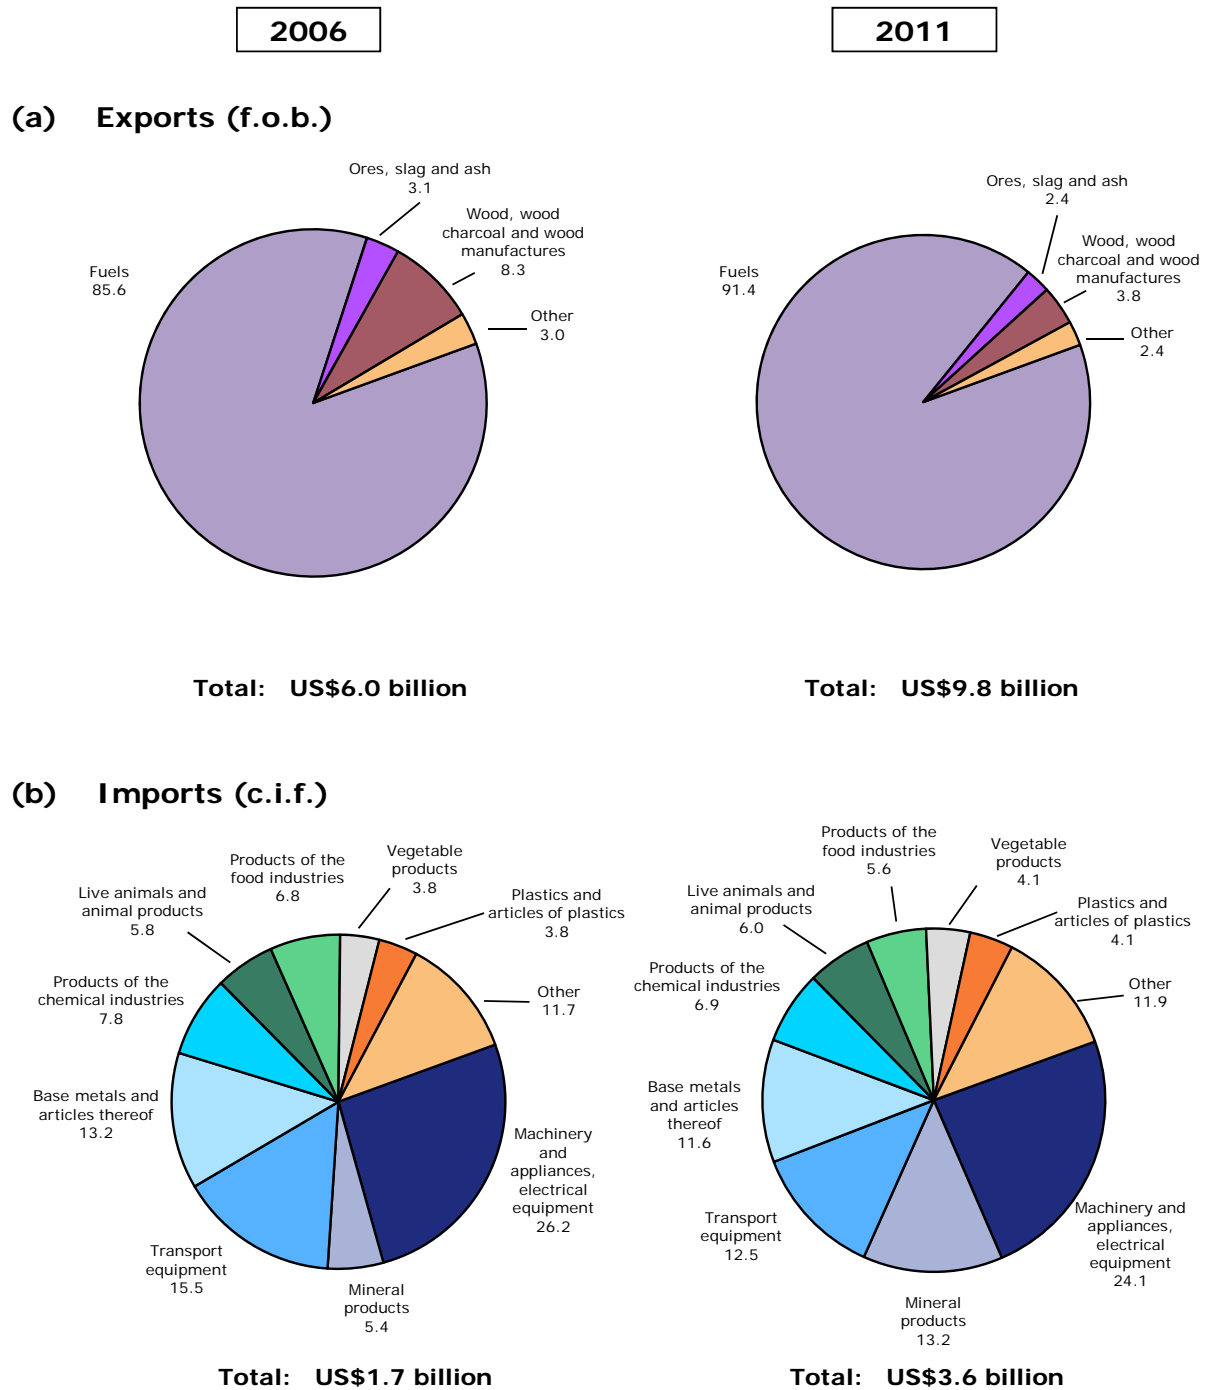 2006
2011
(a) Exports (f.o.b.)
Ores, slag and ash
3.1
Wood, wood
charcoal and wood
manufactures
8.3
Other
3.0
Fuels
85.6
Ores, slag and ash
2.4
Wood, wood
charcoal and wood
manufactures
3.8
Other
2.4
Fuels
91.4
Total: US$6.0 billion
Total: US$9.8 billion
(b) Imports (c.i.f.)
Products of the
food industries
6.8
Vegetable
products
3.8
Plastics and
articles of plastics
3.8
Other
11.7
Machinery
and
appliances,
electrical
equipment
26.2
Mineral
products
5.4
Transport
equipment
15.5
Base metals and
articles thereof
13.2
Products of the
chemical industries
7.8
Live animals and
animal products
5.8
Products of the
food industries
5.6
Vegetable
products
4.1
Plastics and
articles of plastics
4.1
Other
11.9
Machinery and
appliances,
electrical
equipment
24.1
Mineral
products
13.2
Transport
equipment
12.5
Base metals
and articles
thereof
11.6
Products of the
chemical industries
6.9
Live animals and
animal products
6.0
Total: US$1.7 billion
Total: US$3.6 billion